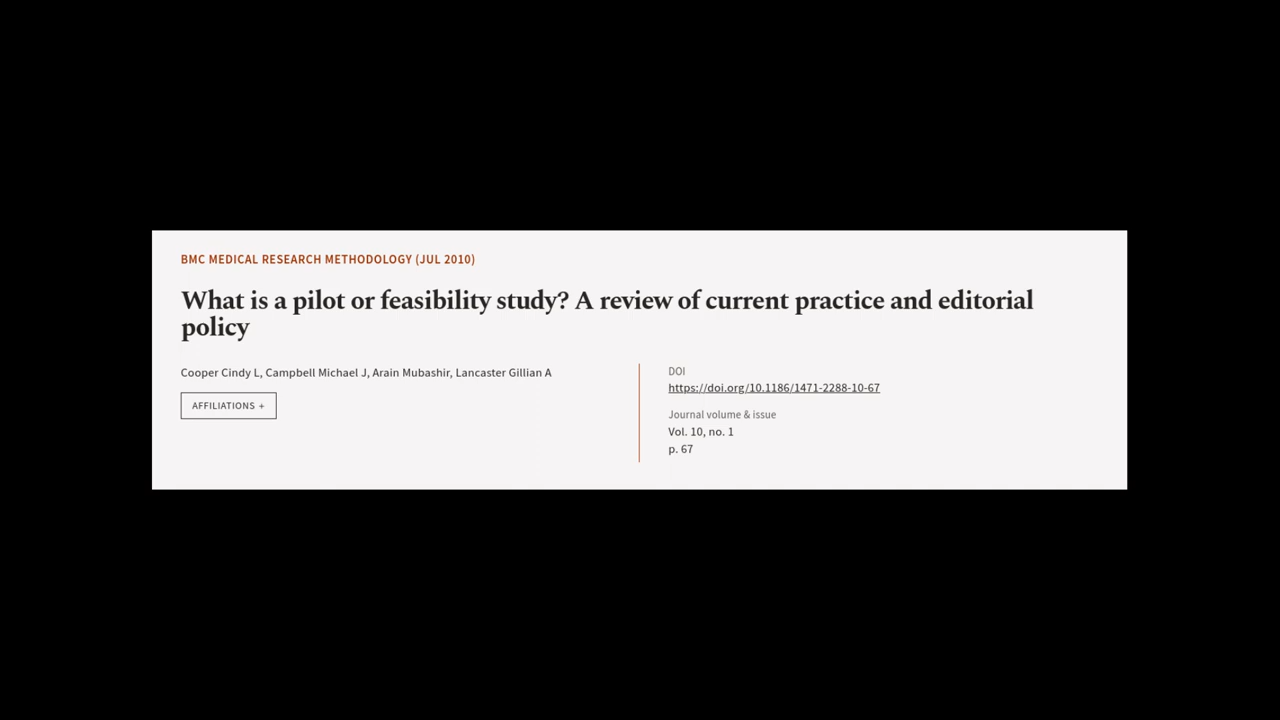 BMC MEDICAL RESEARCH METHODOLOGY (JUL 2010)
What is a pilot or feasibility study? A review of current practice and editorial
policy
Cooper Cindy L, Campbell Michael J, Arain Mubashir, Lancaster Gillian A
AFFILIATIONS +
DOI
https://doi.org/10.1186/1471-2288-10-67
Journal volume & issue
Vol. 10, no. 1
p. 67